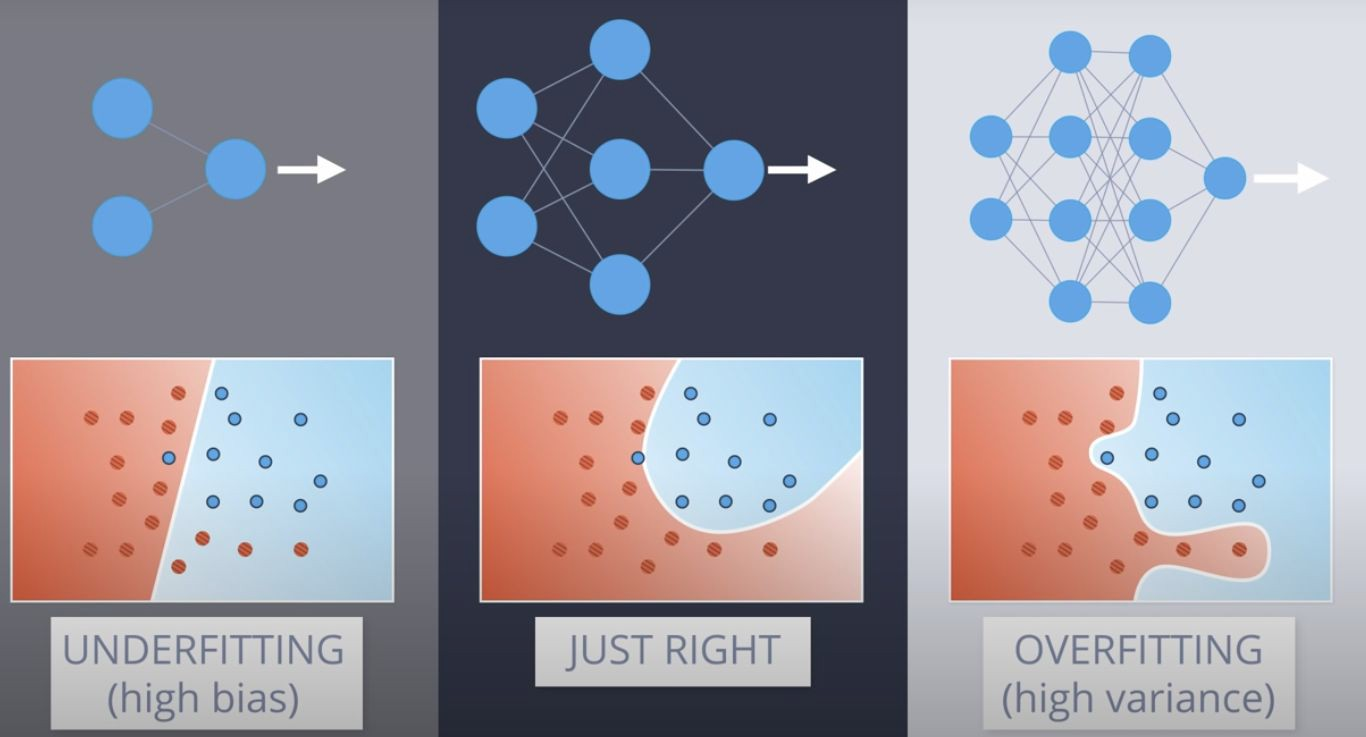 UNDERFITTING
(high bias)
JUST RIGHT
OVERFITTING
(high variance)